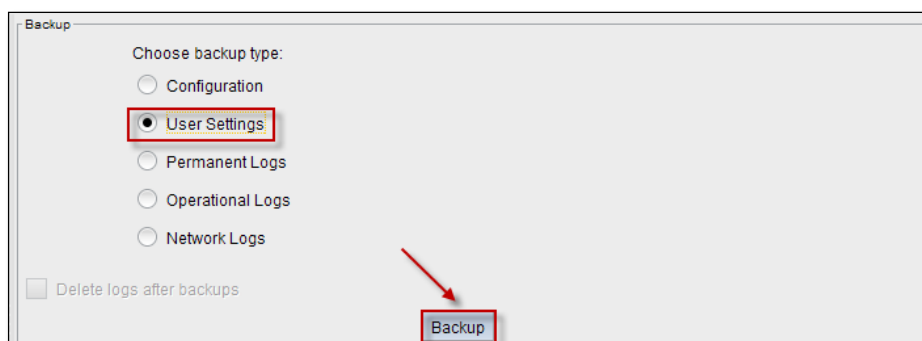 Backup
Choose backup type:
Configuration
User Settings
Permanent Logs
Operational Logs
Network Logs
Delete logs after backups
Backup